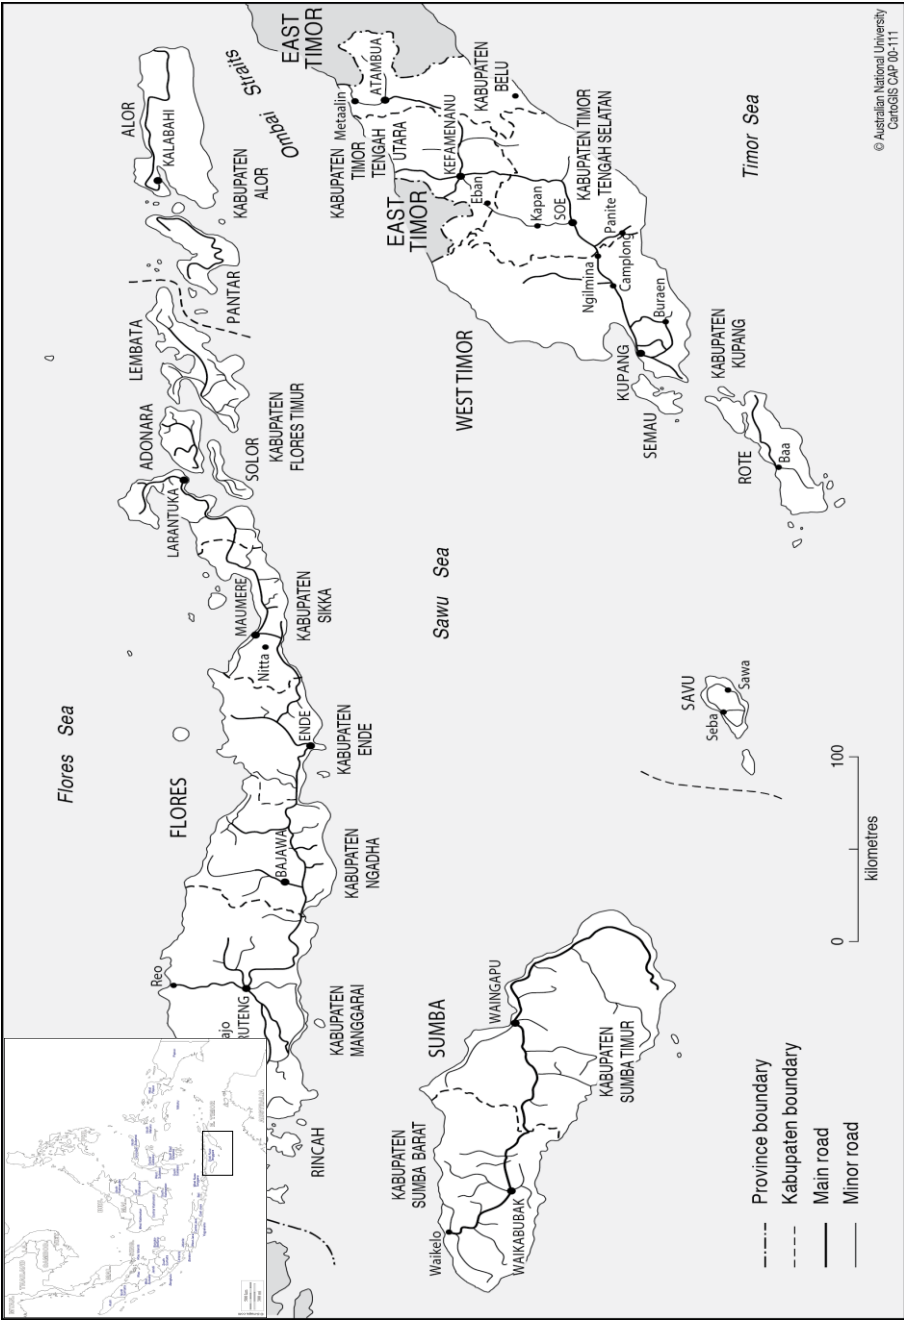 Flores Sea
FLORES
Reo
RUTENG
ajo
KABUPATEN
MANGGARAI
RINCAH
BAJAWA
KABUPATEN
NGADHA
ENDE
KABUPATEN
ENDE
MAUMERE
Nitta
KABUPATEN
SIKKA
LARANTUKA
ADONARA
SOLOR
KABUPATEN
FLORES TIMUR
LEMBATA
PANTAR
ALOR
KALABAHI
KABUPATEN
ALOR
Ombai Straits
EAST
TIMOR
Metaalin
ATAMBUA
KABUPATEN
BELU
KABUPATEN
TIMOR
TENGAH
UTARA
KEFAMENANU
EAST
TIMOR
Eban
Kapan
SOE
KABUPATEN TIMOR
TENGAH SELATAN
Panite
Ngilmina
Camplong
Buraen
WEST TIMOR
KUPANG
KABUPATEN
KUPANG
SEMAU
ROTE
Baa
Timor Sea
Sawu Sea
SAVU
Seba
Sawa
SUMBA
WAINGAPU
KABUPATEN
SUMBA TIMUR
KABUPATEN
SUMBA BARAT
Waikelo
WAIKABUBAK
0 100
kilometres
Province boundary
Kabupaten boundary
Main road
Minor road
© Australian National University
CartoGIS CAP 00-111
THAILAND
AUSTRALIA